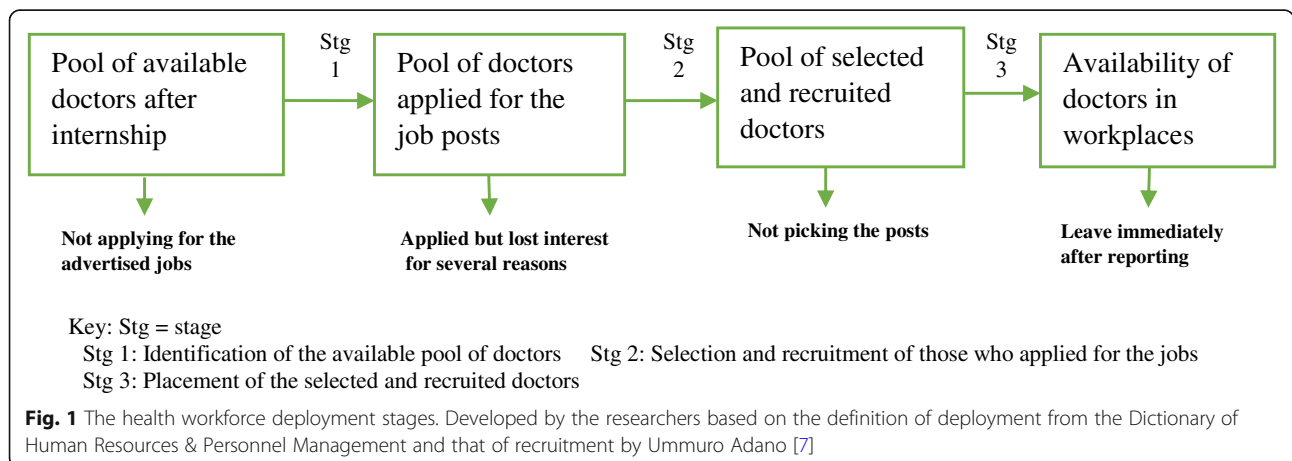 Pool of available
doctors after
internship
Stg
1
Pool of doctors
applied for the
job posts
Stg
2
Pool of selected
and recruited
doctors
Stg
3
Availability of
doctors in
workplaces
Not applying for the
advertised jobs
Applied but lost interest
for several reasons
Not picking the posts
Leave immediately
after reporting
Key: Stg = stage
Stg 1: Identification of the available pool of doctors Stg 2: Selection and recruitment of those who applied for the jobs
Stg 3: Placement of the selected and recruited doctors
Fig. 1 The health workforce deployment stages. Developed by the researchers based on the definition of deployment from the Dictionary of
Human Resources & Personnel Management and that of recruitment by Ummuro Adano [7]